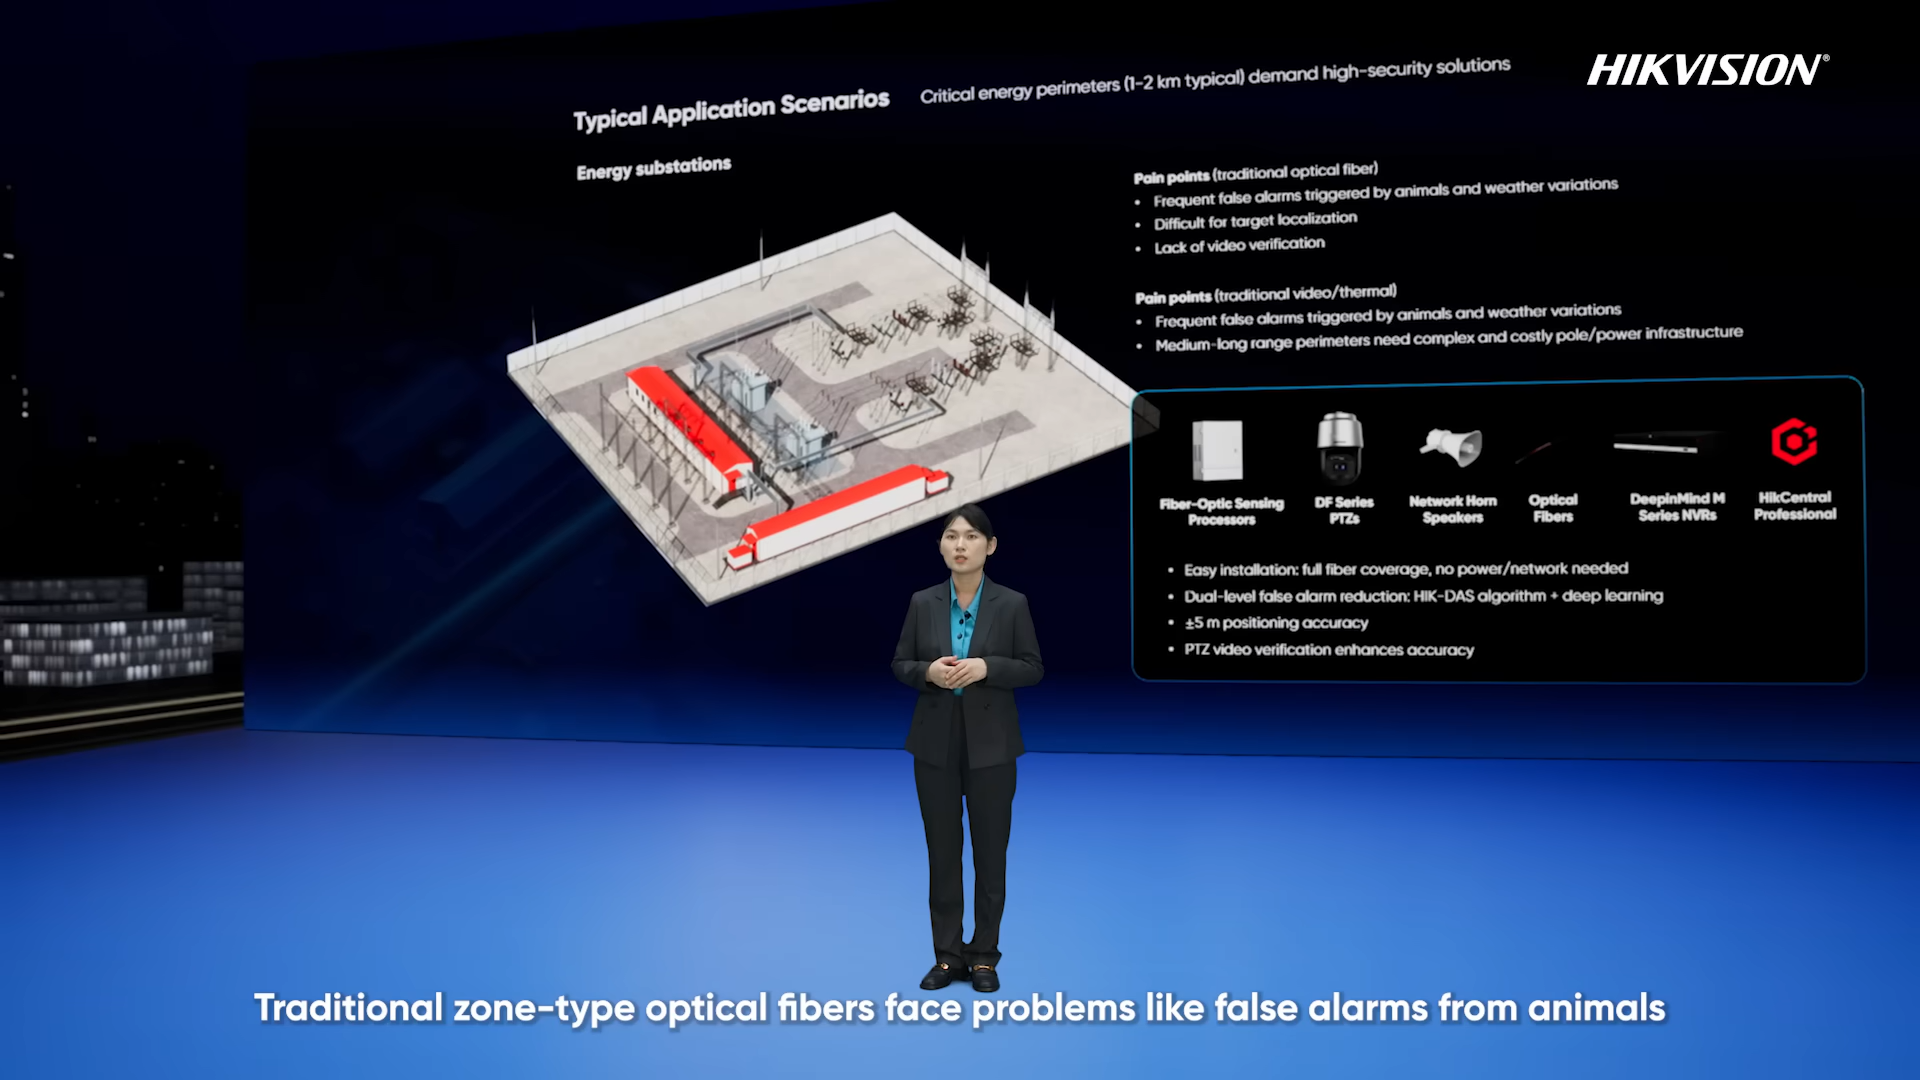 HIKVISION®
Typical Application Scenarios
Critical energy perimeters (1-2 km typical) demand high-security solutions
Energy substations
Pain points (traditional optical fiber)
• Frequent false alarms triggered by animals and weather variations
• Difficult for target localization
• Lack of video verification
Pain points (traditional video/thermal)
• Frequent false alarms triggered by animals and weather variations
• Medium-long range perimeters need complex and costly pole/power infrastructure
Fiber-Optic Sensing
Processors
DF Series
PTZs
Network Horn
Speakers
Optical
Fibers
DeepinMind M
Series NVRs
HikCentral
Professional
• Easy installation: full fiber coverage, no power/network needed
• Dual-level false alarm reduction: HIK-DAS algorithm + deep learning
• ±5 m positioning accuracy
• PTZ video verification enhances accuracy
Traditional zone-type optical fibers face problems like false alarms from animals